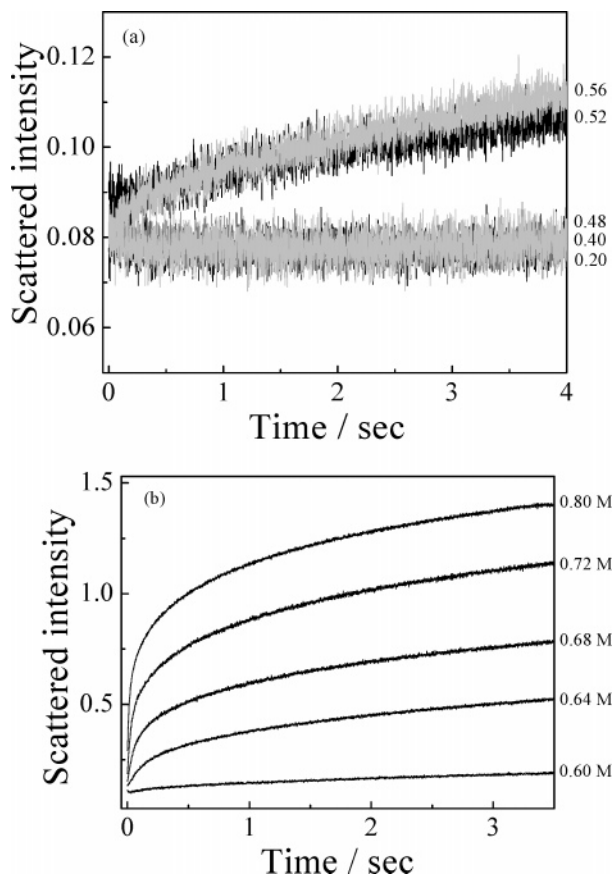 (a)
0.12
0.10
0.08
0.06
Scattered intensity
0.56
0.52
0.48
0.40
0.20
0 1 2 3 4
Time / sec
(b)
1.5
1.0
0.5
Scattered intensity
0.80 M
0.72 M
0.68 M
0.64 M
0.60 M
0 1 2 3
Time / sec